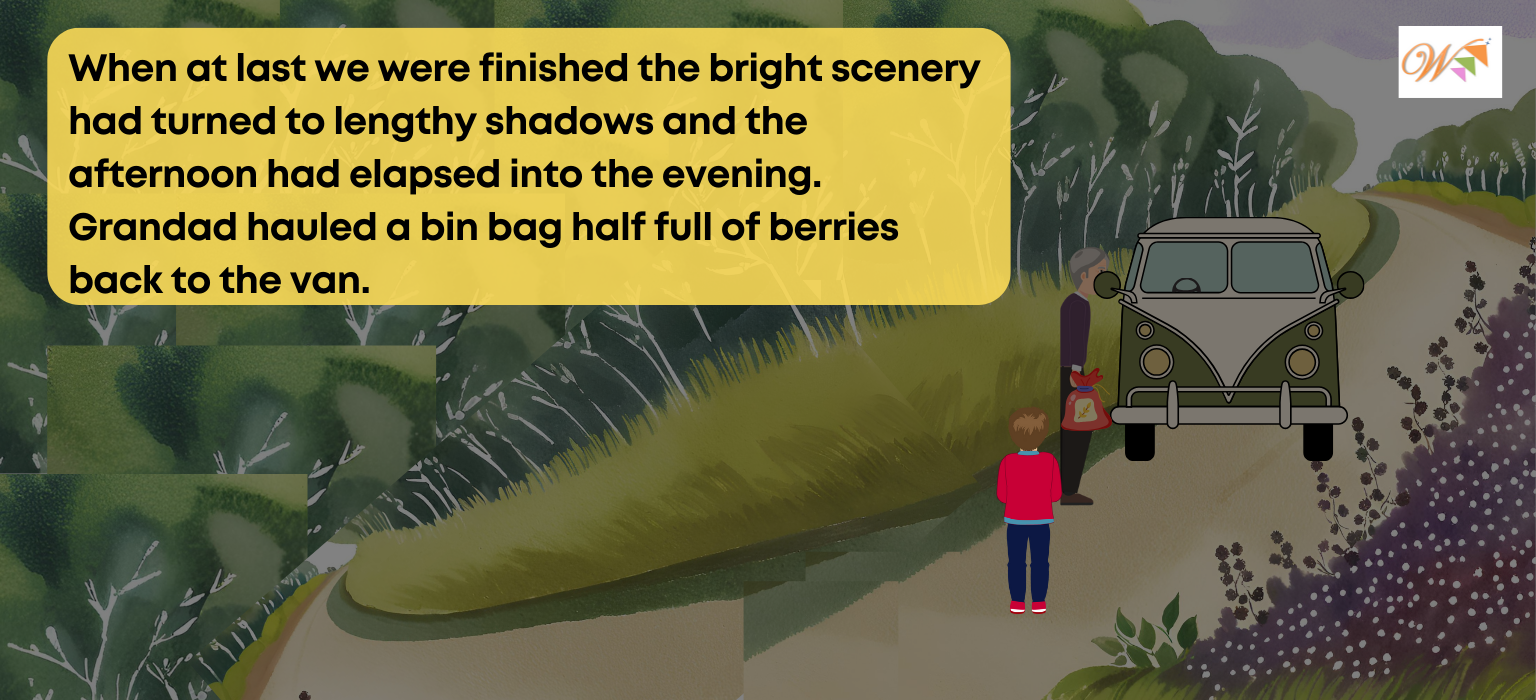 When at last we were finished the bright scenery
had turned to lengthy shadows and the
afternoon had elapsed into the evening.
Grandad hauled a bin bag half full of berries
back to the van.
W